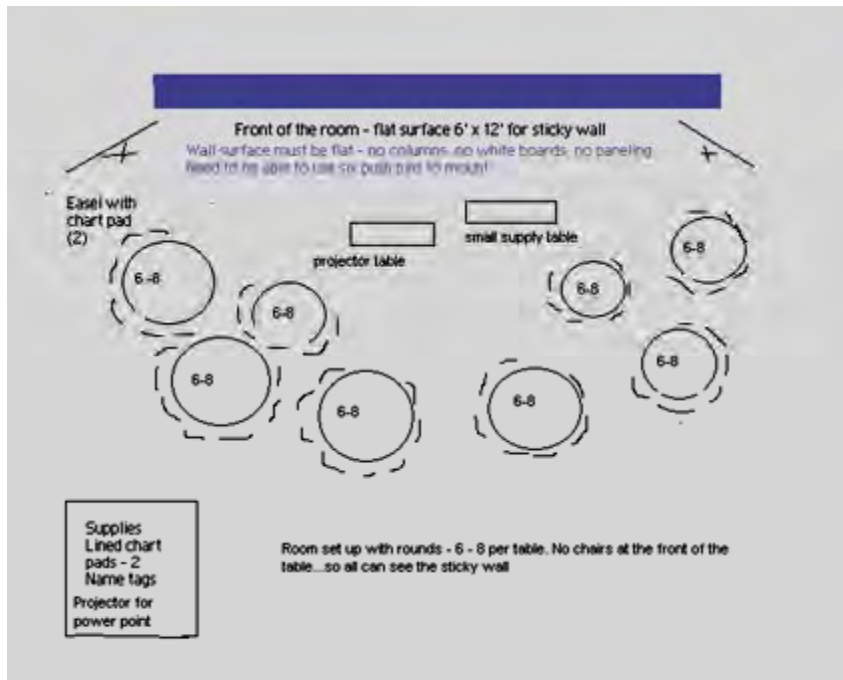 Front of the room - flat surface 6' x 12' for sticky wall
Wall surface must be flat - no columns, no white boards, no paneling
Need to be able to use six push pins to mount
Easel with
chart pad
(2)
projector table
small supply table
6-8
6-8
6-8
6-8
6-8
6-8
6-8
6-8
Supplies
Lined chart
pads - 2
Name tags
Projector for
power point
Room set up with rounds - 6 - 8 per table. No chairs at the front of the
table...so all can see the sticky wall